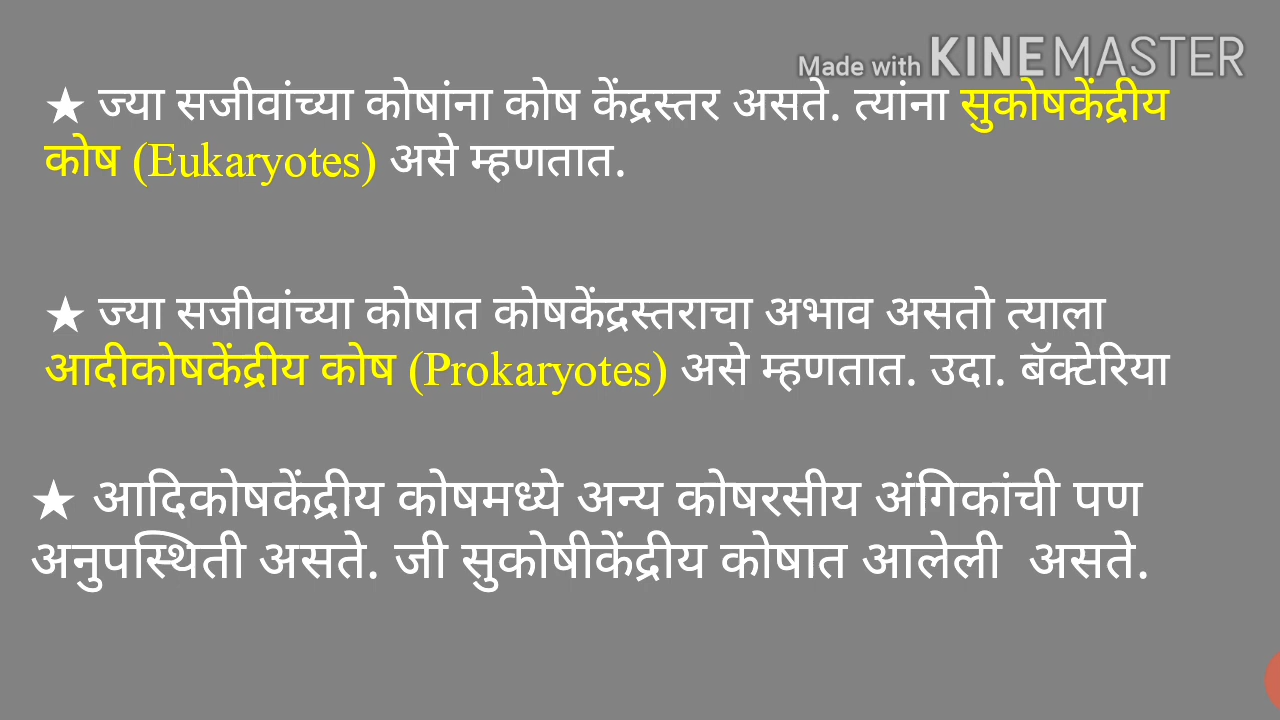 Made with KINEMASTER
★ ज्या सजीवांच्या कोषांना कोष केंद्रस्तर असते. त्यांना सुकोषकेंद्रीय
कोष (Eukaryotes) असे म्हणतात.
★ ज्या सजीवांच्या कोषात कोषकेंद्रस्तराचा अभाव असतो त्याला
आदीकोषकेंद्रीय कोष (Prokaryotes) असे म्हणतात. उदा. बॅक्टेरिया
★ आदिकोषकेंद्रीय कोषमध्ये अन्य कोषरसीय अंगिकांची पण
अनुपस्थिती असते. जी सुकोषीकेंद्रीय कोषात आलेली असते.